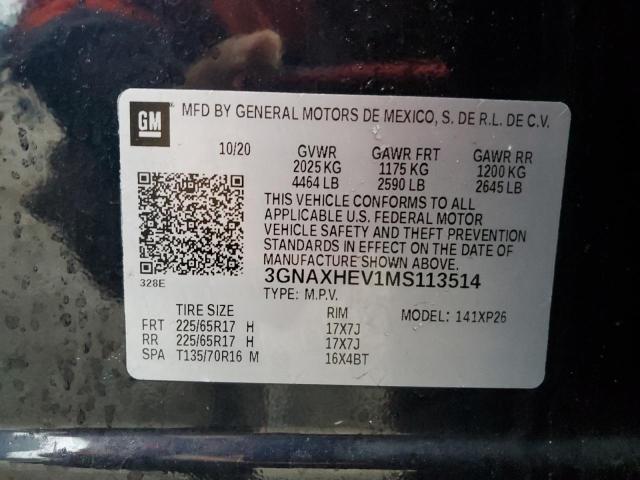 GM
MFD BY GENERAL MOTORS DE MEXICO, S. DE R.L. DE C.V.
10/20 GVWR GAWR FRT GAWR RR
2025 KG 1175 KG 1200 KG
4464 LB 2590 LB 2645 LB
THIS VEHICLE CONFORMS TO ALL
APPLICABLE U.S. FEDERAL MOTOR
VEHICLE SAFETY AND THEFT PREVENTION
STANDARDS IN EFFECT ON THE DATE OF
MANUFACTURE SHOWN ABOVE.
3GNAXHEV1MS113514
328E
TYPE: M.P.V.
TIRE SIZE RIM MODEL: 141XP26
FRT 225/65R17 H 17X7J
RR 225/65R17 H 17X7J
SPA T135/70R16 M 16X4BT